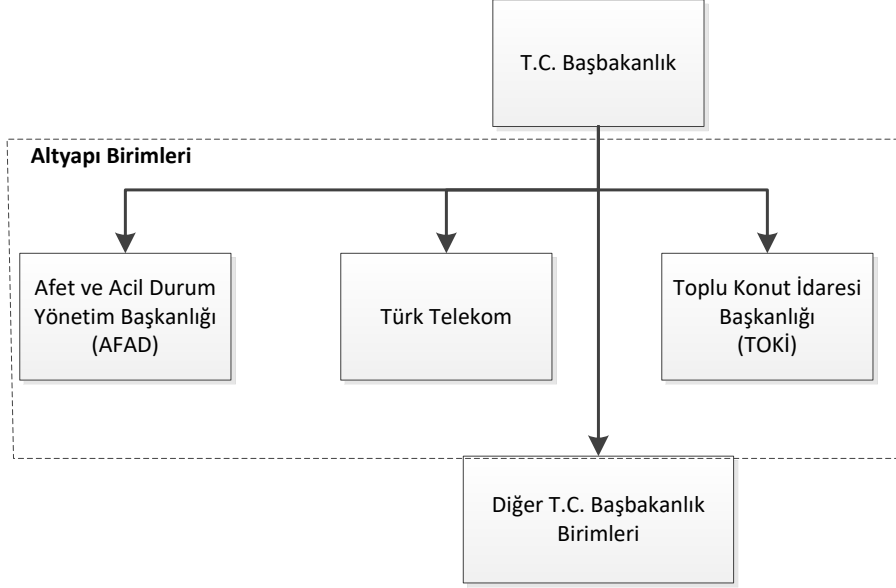 T.C. Başbakanlık
Altyapı Birimleri
Afet ve Acil Durum
Yönetim Başkanlığı
(AFAD)
Türk Telekom
Toplu Konut İdaresi
Başkanlığı
(TOKİ)
Diğer T.C. Başbakanlık
Birimleri